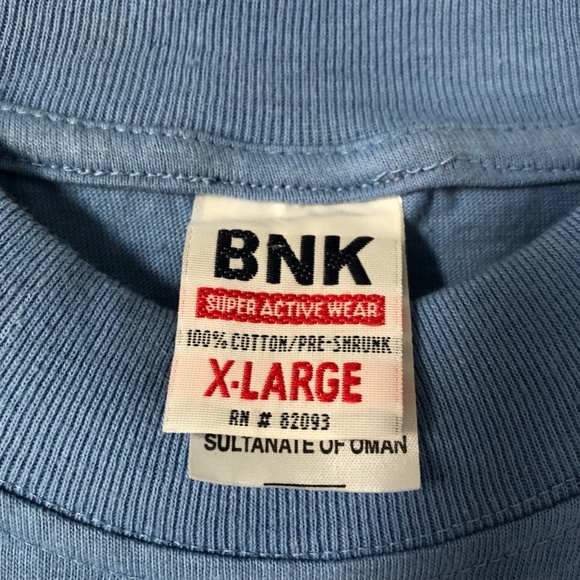 BNK
SUPER ACTIVE WEAR
100% COTTON/PRE-SHRUNK
X-LARGE
RN # 82093
SULTANATE OF OMAN